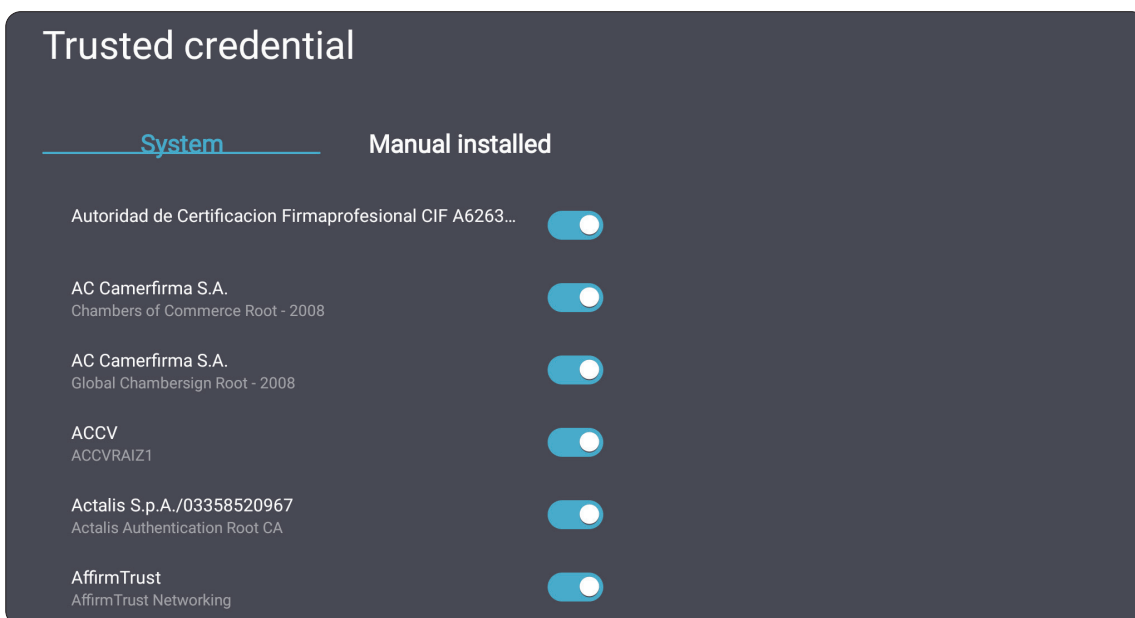 Trusted credential
System
Manual installed
Autoridad de Certificacion Firmaprofesional CIF A6263...
AC Camerfirma S.A.
Chambers of Commerce Root - 2008
AC Camerfirma S.A.
Global Chambersign Root - 2008
ACCV
ACCVRAIZ1
Actalis S.p.A./03358520967
Actalis Authentication Root CA
AffirmTrust
AffirmTrust Networking